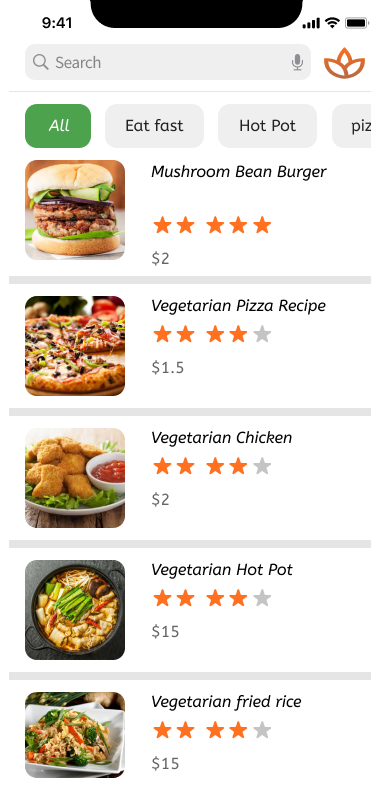 9:41
Search
All
Eat fast
Hot Pot
piz
Mushroom Bean Burger
$2
Vegetarian Pizza Recipe
$1.5
Vegetarian Chicken
$2
Vegetarian Hot Pot
$15
Vegetarian fried rice
$15